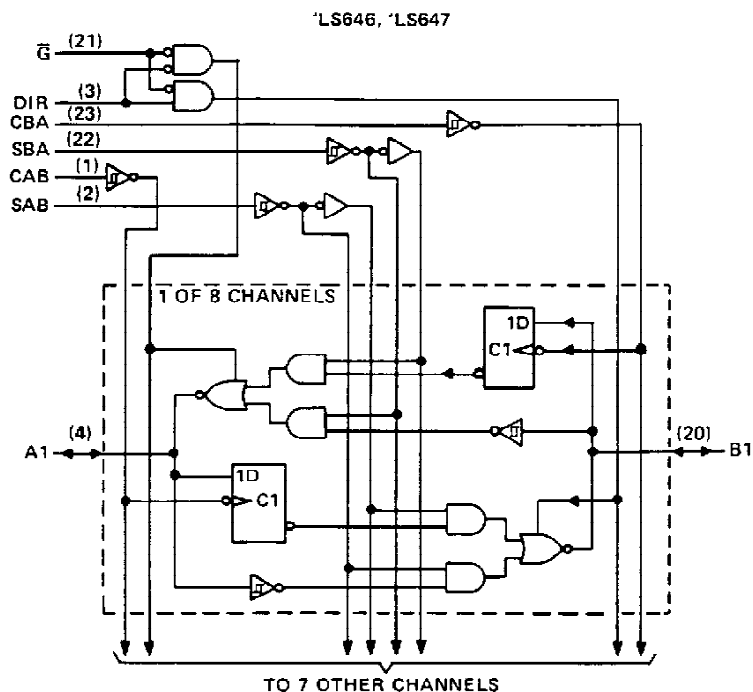 'LS646, 'LS647
G̅ (21)
DIR (3)
CBA (23)
SBA (22)
CAB (1)
SAB (2)
1 OF 8 CHANNELS
1D
C1
A1 (4)
(20) B1
1D
C1
TO 7 OTHER CHANNELS